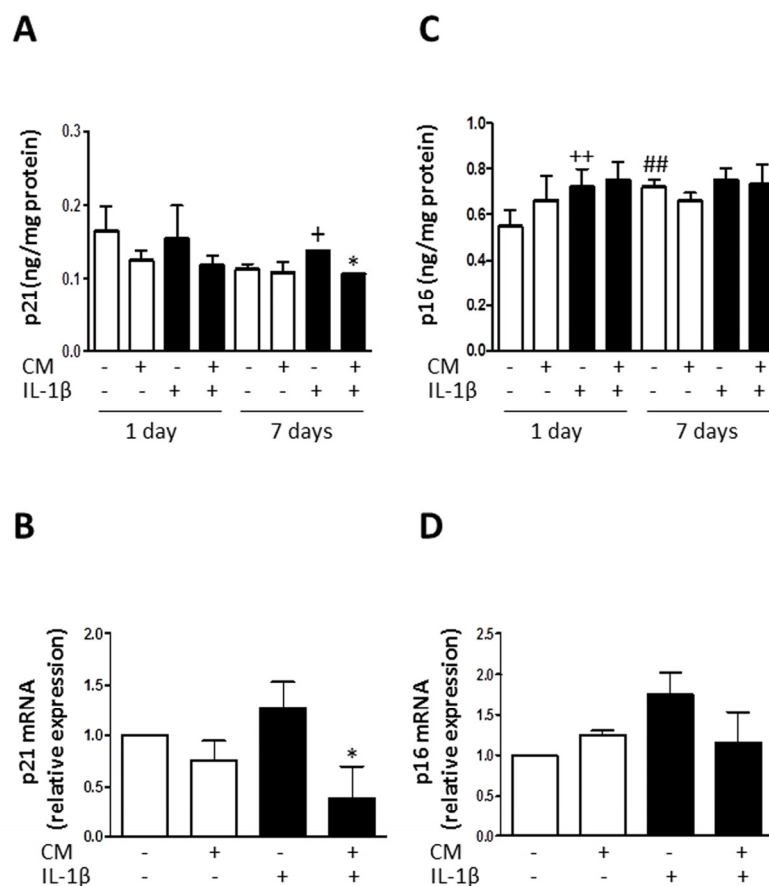 A
p21(ng/mg protein)
0.3
0.2
0.1
0.0
+
*
CM - + - + - + - +
IL-1β - - + + - - + +
1 day 7 days
C
p16 (ng/mg protein)
1.0
0.8
0.6
0.4
0.2
0.0
++
##
CM - + - + - + - +
IL-1β - - + + - - + +
1 day 7 days
B
p21 mRNA
(relative expression)
2.0
1.5
1.0
0.5
0.0
*
CM - + - +
IL-1β - - + +
D
p16 mRNA
(relative expression)
2.5
2.0
1.5
1.0
0.5
0.0
CM - + - +
IL-1β - - + +